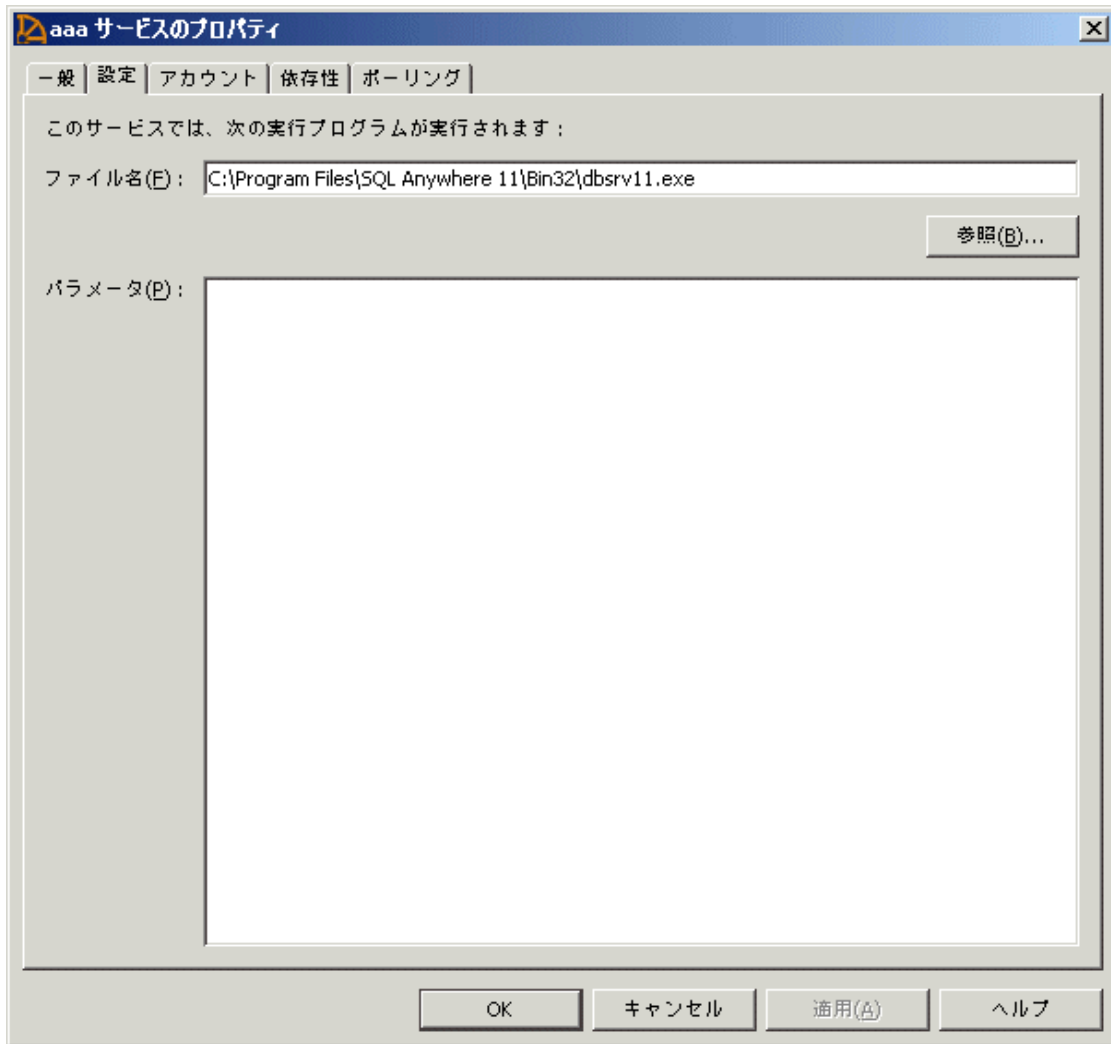 aaa サービスのプロパティ
一般 設定 アカウント 依存性 ポーリング
このサービスでは、次の実行プログラムが実行されます：
ファイル名(F)： C:\Program Files\SQL Anywhere 11\Bin32\dbsrv11.exe
参照(B)...
パラメータ(P)：
OK キャンセル 適用(A) ヘルプ